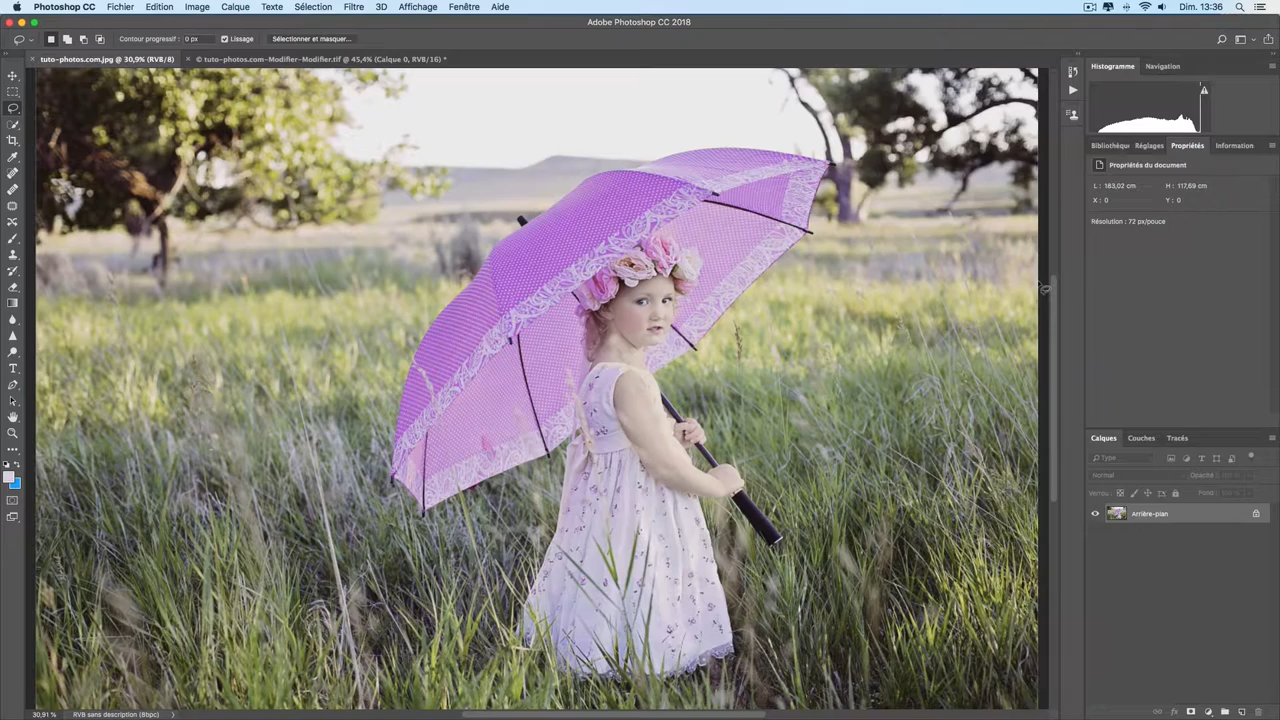 Photoshop CC Fichier Edition Image Calque Texte Sélection Filtre 3D Affichage Fenêtre Aide Dim. 13:36
Adobe Photoshop CC 2018
Contour progressif : 0 px Lissage Sélectionner et masquer...
tuto-photos.com.jpg @ 30,9% (RVB/8) © tuto-photos.com-Modifier-Modifier.tif @ 45,4% (Calque 0, RVB/16) *
Histogramme Navigation
Bibliothèqu Réglages Propriétés Information
Propriétés du document
L : 183,02 cm H : 117,69 cm
X : 0 Y : 0
Résolution : 72 px/pouce
Calques Couches Tracés
Type
Normal Opacité :
Verrou : Fond :
Arrière-plan
30,91 % RVB sans description (8bpc)